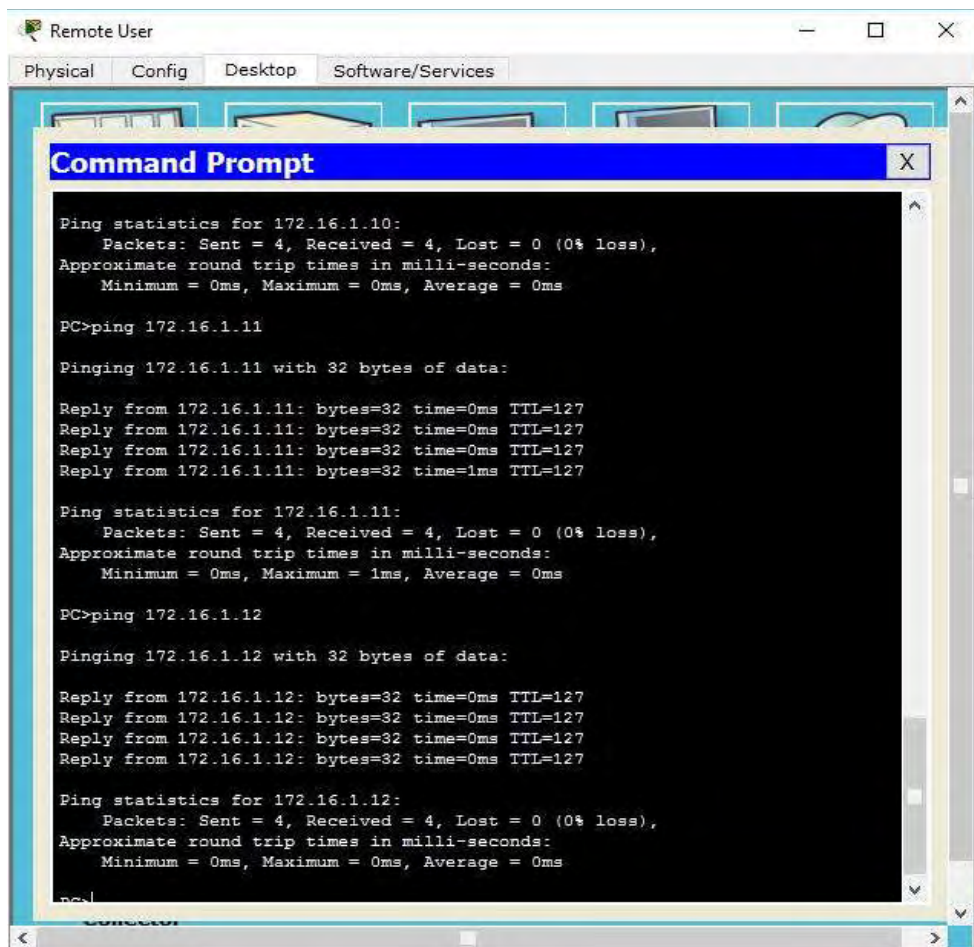 Remote User
Physical Config Desktop Software/Services
Command Prompt X
Ping statistics for 172.16.1.10:
Packets: Sent = 4, Received = 4, Lost = 0 (0% loss),
Approximate round trip times in milli-seconds:
Minimum = 0ms, Maximum = 0ms, Average = 0ms
PC>ping 172.16.1.11
Pinging 172.16.1.11 with 32 bytes of data:
Reply from 172.16.1.11: bytes=32 time=0ms TTL=127
Reply from 172.16.1.11: bytes=32 time=0ms TTL=127
Reply from 172.16.1.11: bytes=32 time=0ms TTL=127
Reply from 172.16.1.11: bytes=32 time=1ms TTL=127
Ping statistics for 172.16.1.11:
Packets: Sent = 4, Received = 4, Lost = 0 (0% loss),
Approximate round trip times in milli-seconds:
Minimum = 0ms, Maximum = 1ms, Average = 0ms
PC>ping 172.16.1.12
Pinging 172.16.1.12 with 32 bytes of data:
Reply from 172.16.1.12: bytes=32 time=0ms TTL=127
Reply from 172.16.1.12: bytes=32 time=0ms TTL=127
Reply from 172.16.1.12: bytes=32 time=0ms TTL=127
Reply from 172.16.1.12: bytes=32 time=0ms TTL=127
Ping statistics for 172.16.1.12:
Packets: Sent = 4, Received = 4, Lost = 0 (0% loss),
Approximate round trip times in milli-seconds:
Minimum = 0ms, Maximum = 0ms, Average = 0ms
PC>
Collector